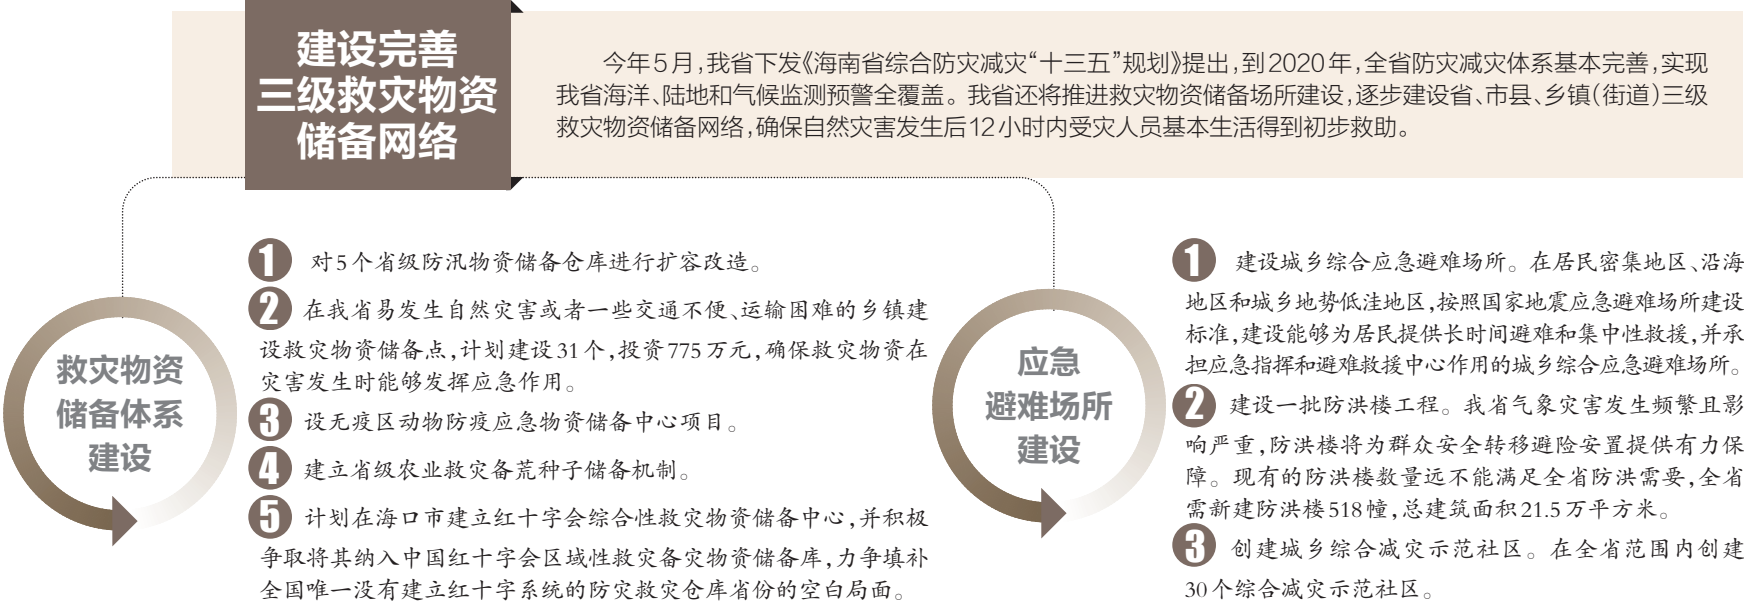 建设完善
三级救灾物资
储备网络
今年5月，我省下发《海南省综合防灾减灾“十三五”规划》提出，到2020年，全省防灾减灾体系基本完善，实现
我省海洋、陆地和气候监测预警全覆盖。我省还将推进救灾物资储备场所建设，逐步建设省、市县、乡镇（街道）三级
救灾物资储备网络，确保自然灾害发生后12小时内受灾人员基本生活得到初步救助。
救灾物资
储备体系
建设
1 对5个省级防汛物资储备仓库进行扩容改造。
2 在我省易发生自然灾害或者一些交通不便、运输困难的乡镇建
设救灾物资储备点，计划建设31个，投资775万元，确保救灾物资在
灾害发生时能够发挥应急作用。
3 设无疫区动物防疫应急物资储备中心项目。
4 建立省级农业救灾备荒种子储备机制。
5 计划在海口市建立红十字会综合性救灾物资储备中心，并积极
争取将其纳入中国红十字会区域性救灾备灾物资储备库，力争填补
全国唯一没有建立红十字系统的防灾救灾仓库省份的空白局面。
应急
避难场所
建设
1 建设城乡综合应急避难场所。在居民密集地区、沿海
地区和城乡地势低洼地区，按照国家地震应急避难场所建设
标准，建设能够为居民提供长时间避难和集中性救援，并承
担应急指挥和避难救援中心作用的城乡综合应急避难场所。
2 建设一批防洪楼工程。我省气象灾害发生频繁且影
响严重，防洪楼将为群众安全转移避险安置提供有力保
障。现有的防洪楼数量远不能满足全省防洪需要，全省
需新建防洪楼518幢，总建筑面积21.5万平方米。
3 创建城乡综合减灾示范社区。在全省范围内创建
30个综合减灾示范社区。